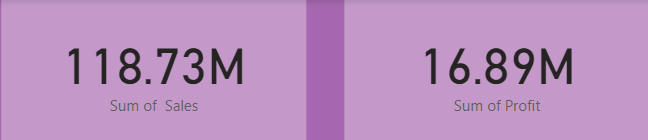 118.73M
Sum of  Sales
16.89M
Sum of Profit